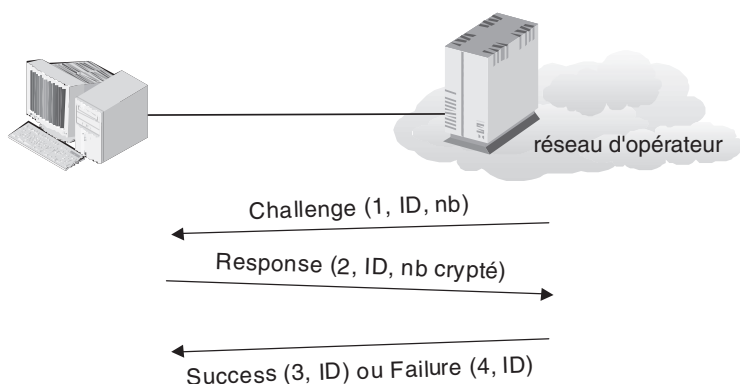 réseau d'opérateur
Challenge (1, ID, nb)
Response (2, ID, nb crypté)
Success (3, ID) ou Failure (4, ID)